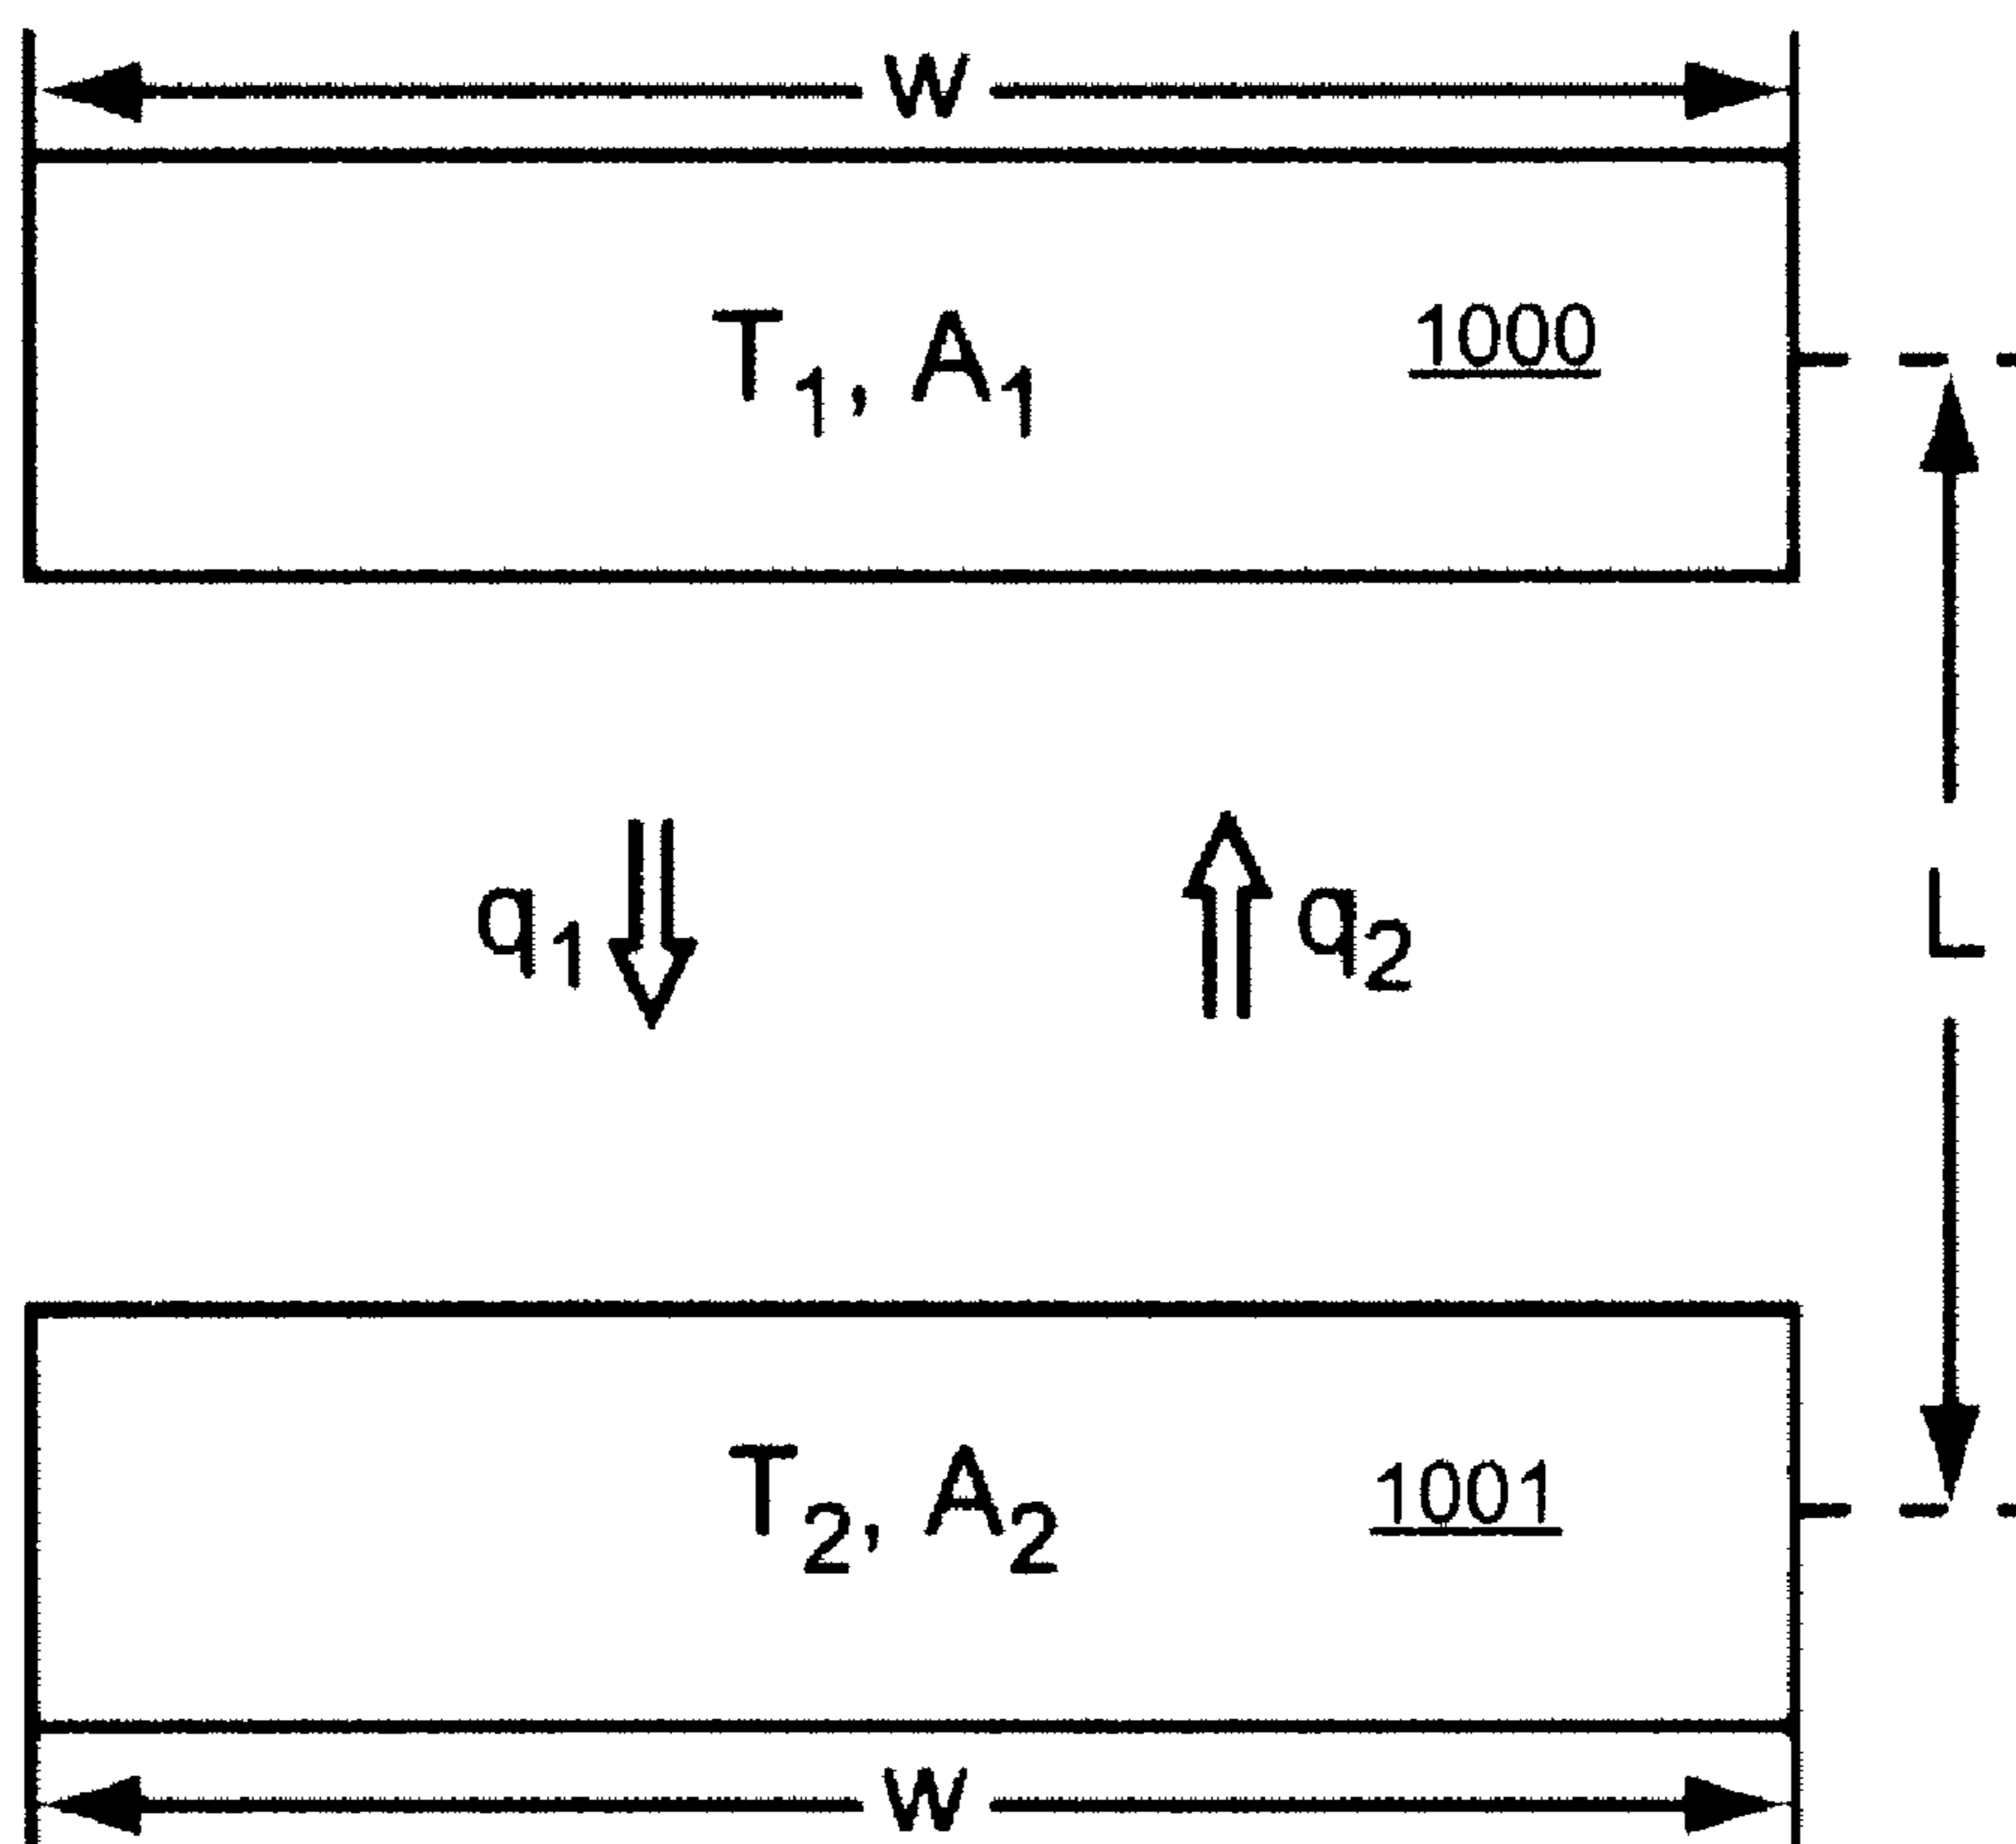 W
T₁, A₁ 1000
q₁ q₂ L
T₂, A₂ 1001
W